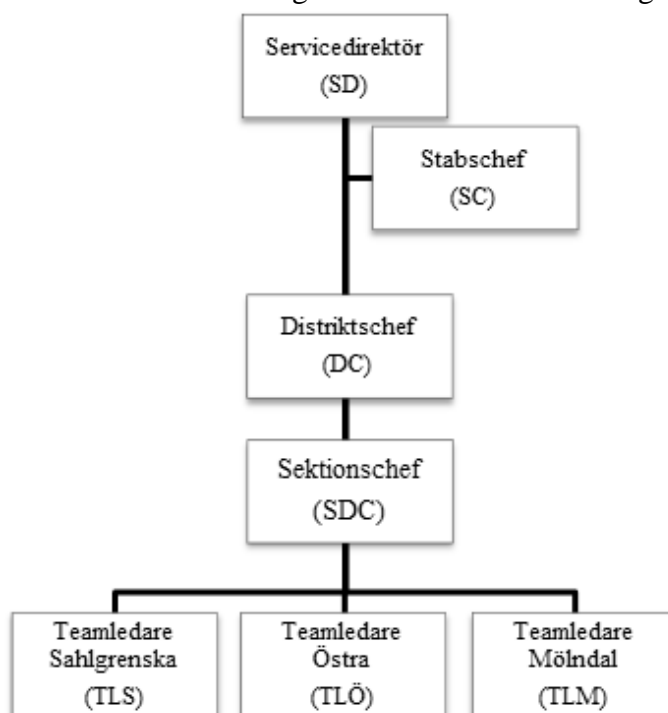 Servicedirektör
(SD)
Stabschef
(SC)
Distriktschef
(DC)
Sektionschef
(SDC)
Teamledare
Sahlgrenska
(TLS)
Teamledare
Östra
(TLÖ)
Teamledare
Mölndal
(TLM)